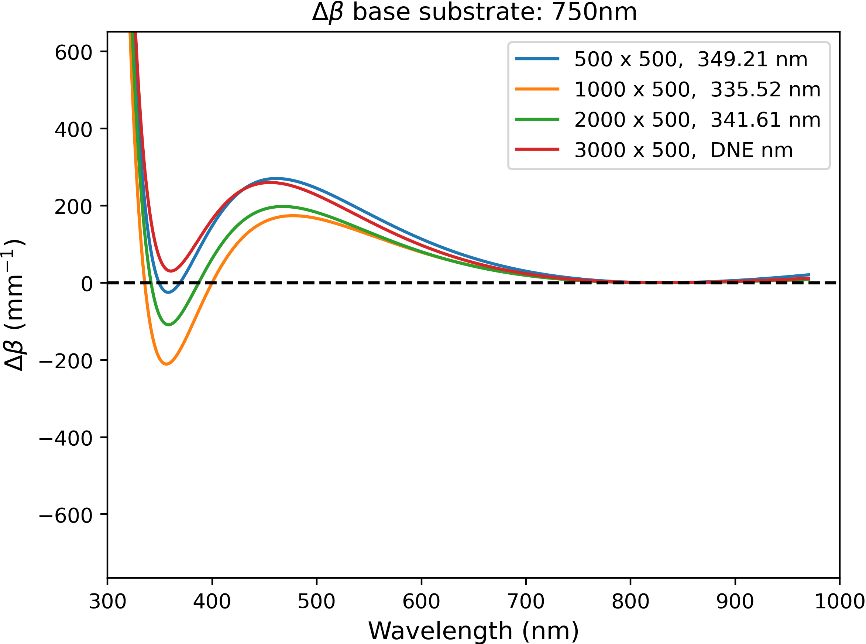 Δβ base substrate: 750nm
600
400
200
0
−200
−400
−600
Δβ (mm⁻¹)
500 x 500,  349.21 nm
1000 x 500,  335.52 nm
2000 x 500,  341.61 nm
3000 x 500,  DNE nm
300 400 500 600 700 800 900 1000
Wavelength (nm)